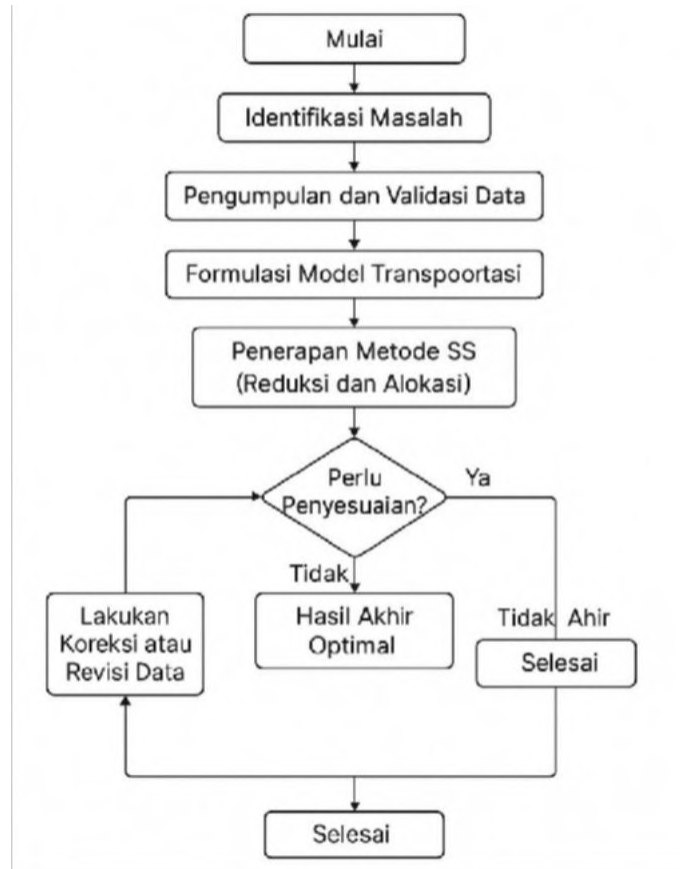 Mulai
Identifikasi Masalah
Pengumpulan dan Validasi Data
Formulasi Model Transpoortasi
Penerapan Metode SS
(Reduksi dan Alokasi)
Perlu
Penyesuaian?
Ya
Tidak
Lakukan
Koreksi atau
Revisi Data
Hasil Akhir
Optimal
Tidak Ahir
Selesai
Selesai